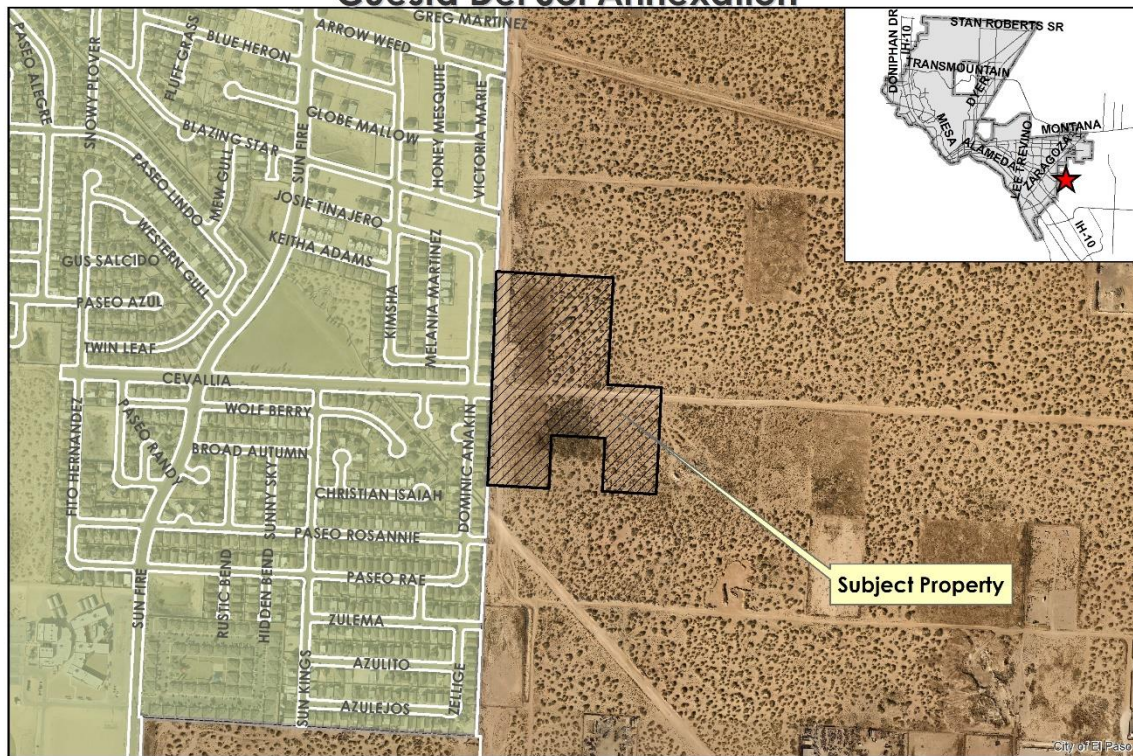 Cuesta Del Sol Annexation
GREG MARTINEZ
ARROW WEED
BLUE HERON
FLUFF GRASS
SNOWY PLOVER
PASEO ALEGRE
GLOBE MALLOW
BLAZING STAR
SUN FIRE
HONEY MESQUITE
VICTORIA MARIE
PASEO LINDO
MEW GULL
JOSIE TINAJERO
KEITHA ADAMS
WESTERN GULL
GUS SALCIDO
PASEO AZUL
TWIN LEAF
KIMSHA
MELANIA MARTINEZ
CEVALLIA
FITO HERNANDEZ
PASEO RANDY
WOLF BERRY
BROAD AUTUMN
SUNNY SKY
CHRISTIAN ISAIAH
DOMINIC ANAKIN
PASEO ROSANNIE
PASEO RAE
SUN FIRE
RUSTIC BEND
HIDDEN BEND
ZULEMA
AZULITO
AZULEJOS
SUN KINGS
ZELLIGE
Subject Property
STAN ROBERTS SR
DONIPHAN DR
IH-10
TRANSMOUNTAIN
DYER
MESA
MONTANA
ALAMEDA
LEE TREVINO
ZARAGOZA
IH-10
City of El Paso